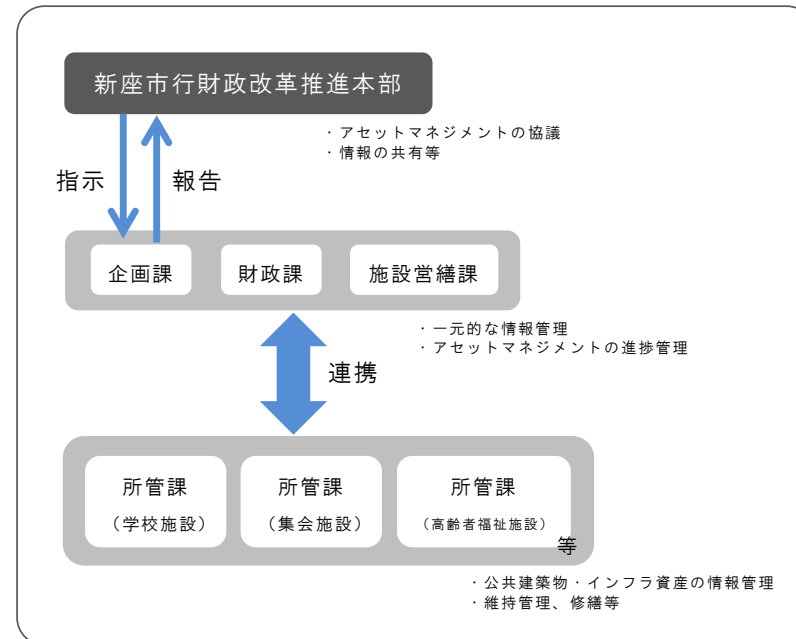 新座市行財政改革推進本部
・アセットマネジメントの協議
・情報の共有等
指示
報告
企画課
財政課
施設営繕課
・一元的な情報管理
・アセットマネジメントの進捗管理
連携
所管課
(学校施設)
所管課
(集会施設)
所管課
(高齢者福祉施設)
等
・公共建築物・インフラ資産の情報管理
・維持管理、修繕等